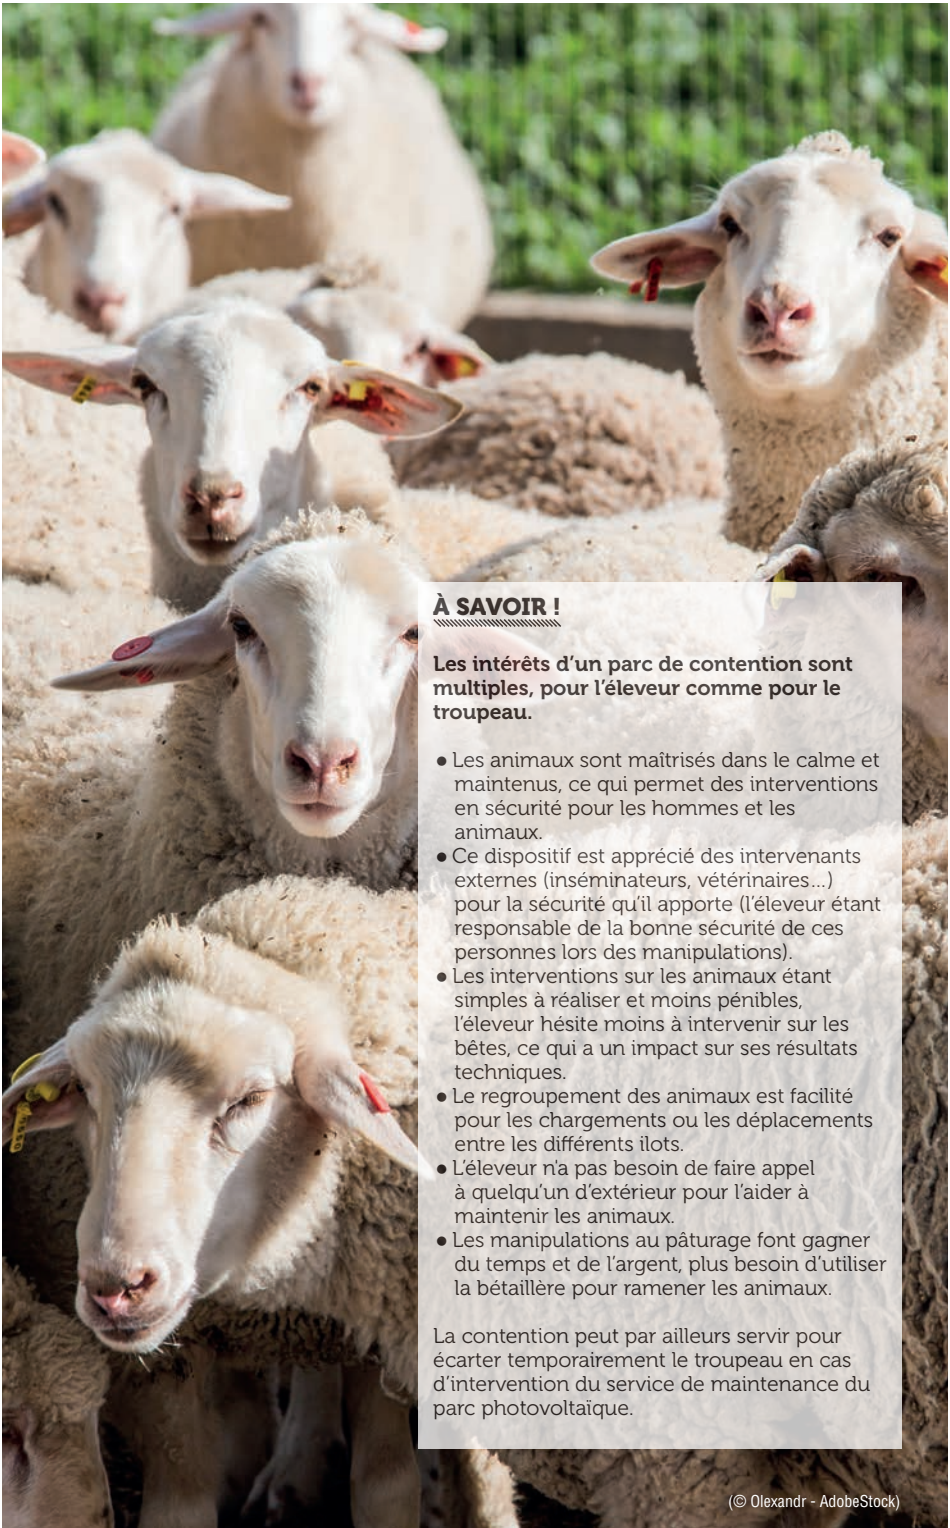 À SAVOIR !
Les intérêts d’un parc de contention sont
multiples, pour l’éleveur comme pour le
troupeau.
● Les animaux sont maîtrisés dans le calme et
maintenus, ce qui permet des interventions
en sécurité pour les hommes et les
animaux.
● Ce dispositif est apprécié des intervenants
externes (inséminateurs, vétérinaires...)
pour la sécurité qu’il apporte (l’éleveur étant
responsable de la bonne sécurité de ces
personnes lors des manipulations).
● Les interventions sur les animaux étant
simples à réaliser et moins pénibles,
l’éleveur hésite moins à intervenir sur les
bêtes, ce qui a un impact sur ses résultats
techniques.
● Le regroupement des animaux est facilité
pour les chargements ou les déplacements
entre les différents ilots.
● L’éleveur n'a pas besoin de faire appel
à quelqu’un d’extérieur pour l’aider à
maintenir les animaux.
● Les manipulations au pâturage font gagner
du temps et de l’argent, plus besoin d’utiliser
la bétaillère pour ramener les animaux.
La contention peut par ailleurs servir pour
écarter temporairement le troupeau en cas
d’intervention du service de maintenance du
parc photovoltaïque.
(© Olexandr - AdobeStock)